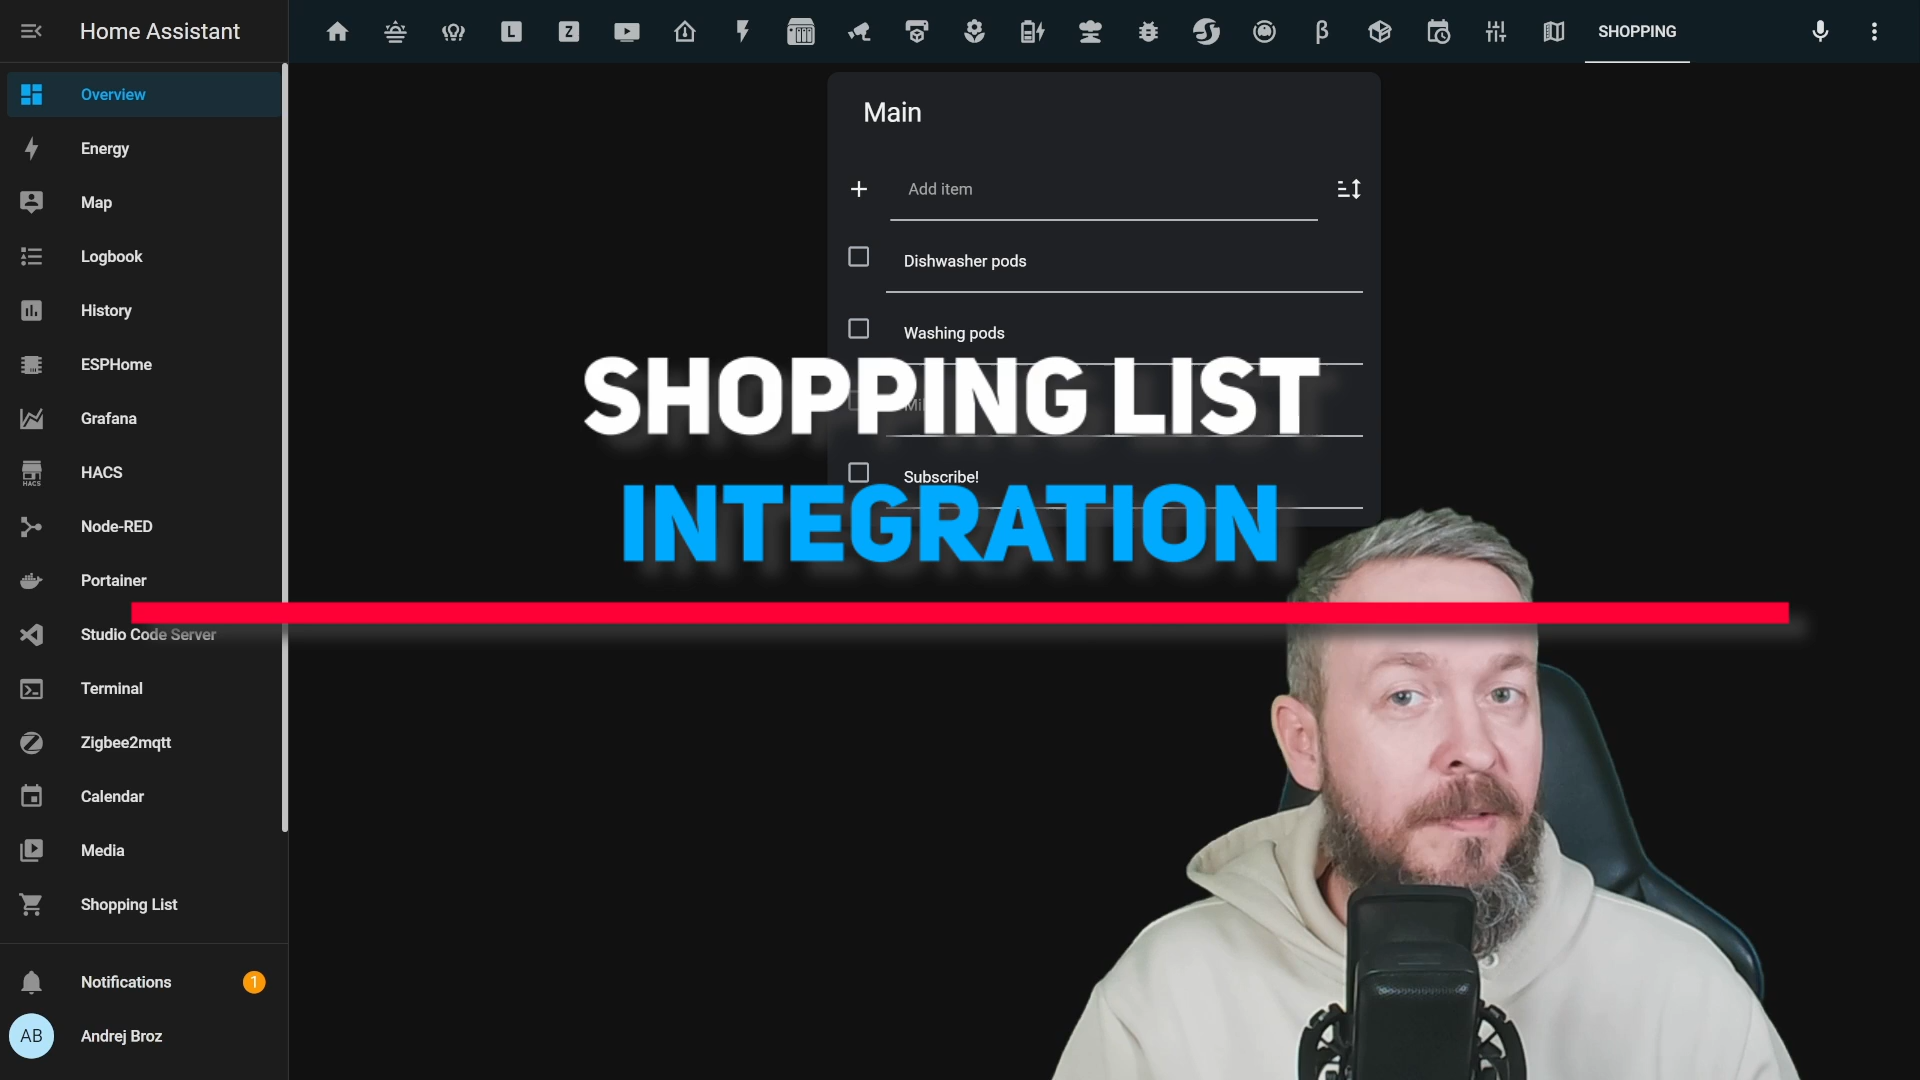 Home Assistant
L
Z
β
SHOPPING
Overview
Energy
Map
Logbook
History
ESPHome
Grafana
HACS
HACS
Node-RED
Portainer
Studio Code Server
Terminal
Zigbee2mqtt
Calendar
Media
Shopping List
Notifications
1
AB
Andrej Broz
Main
Add item
Dishwasher pods
Washing pods
SHOPPING LIST
Subscribe!
INTEGRATION